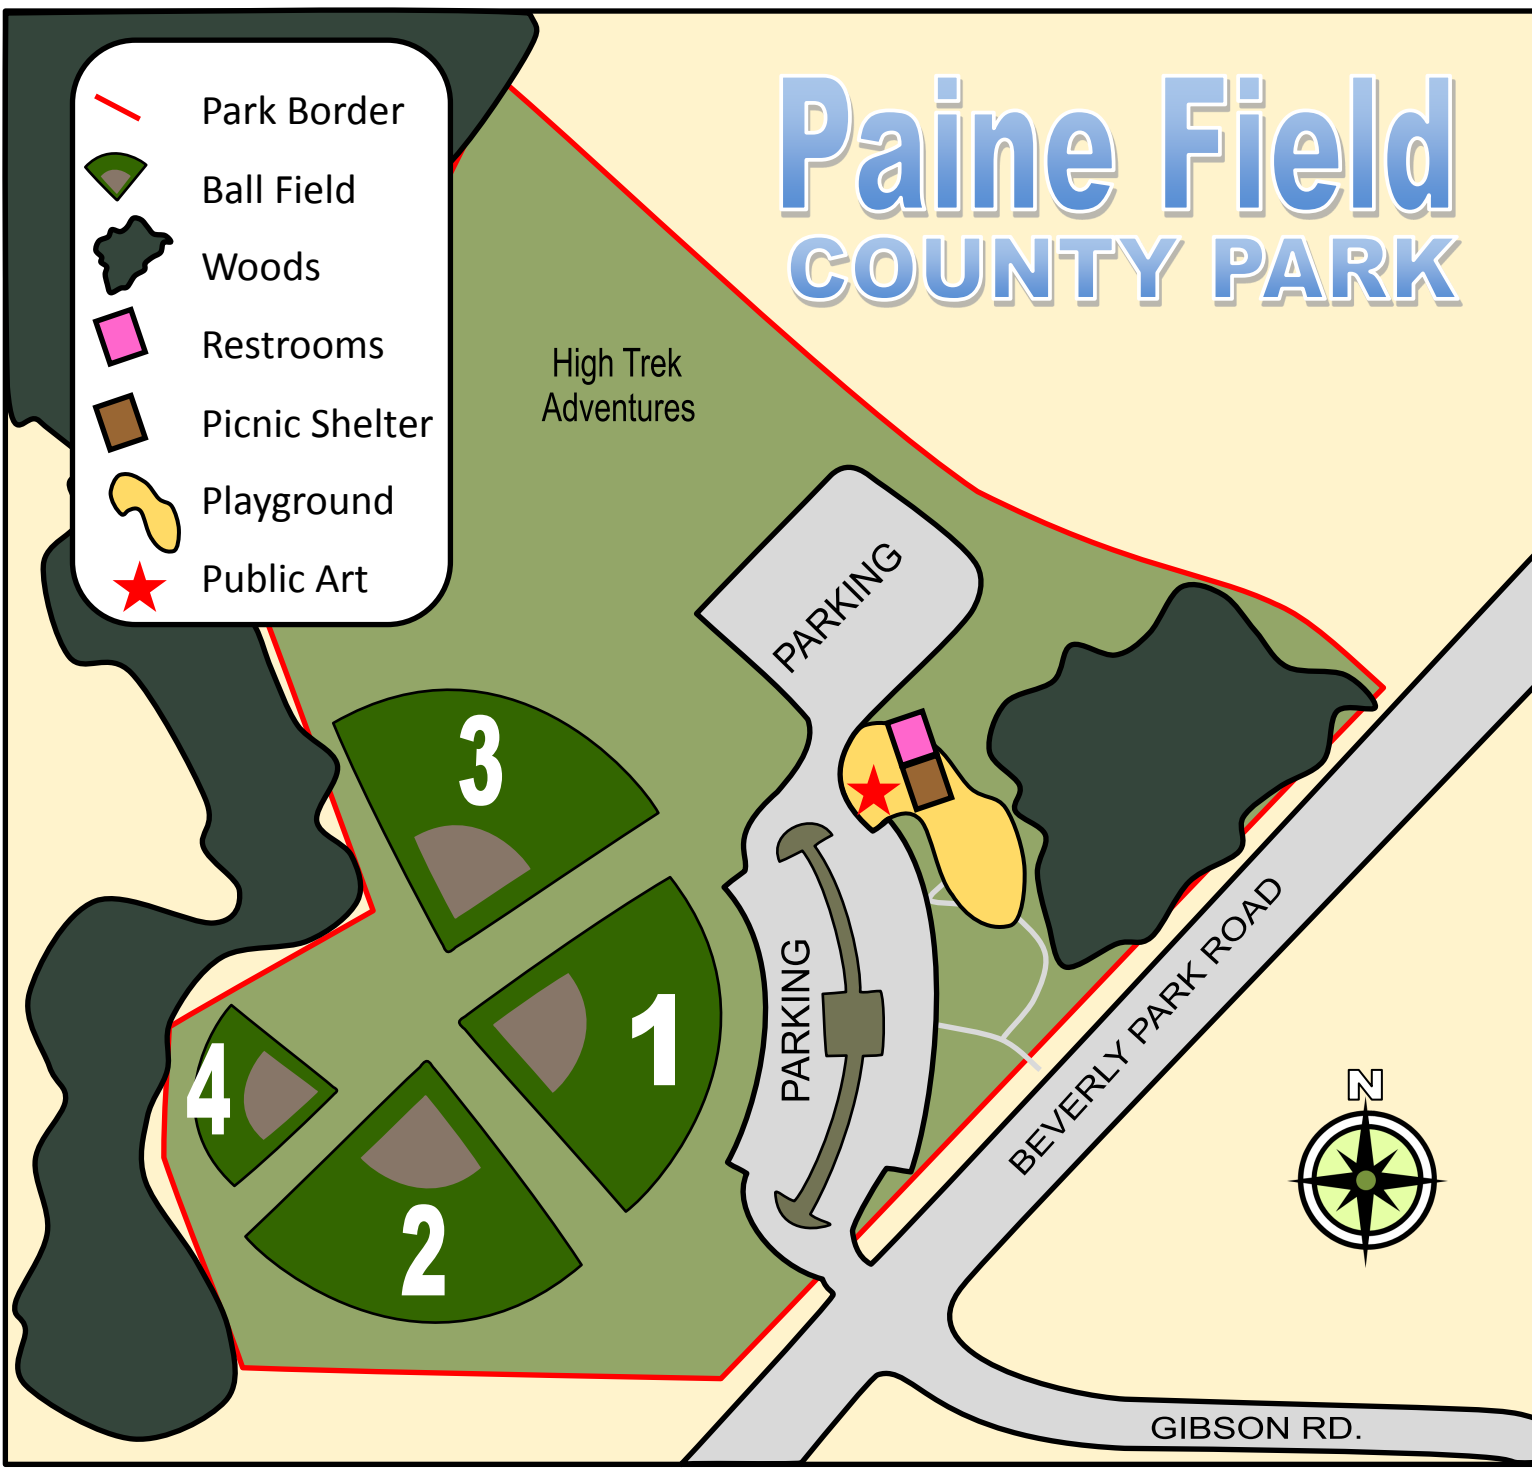 Paine Field
COUNTY PARK
Park Border
Ball Field
Woods
Restrooms
Picnic Shelter
Playground
Public Art
High Trek
Adventures
PARKING
3
1
4
2
PARKING
BEVERLY PARK ROAD
N
GIBSON RD.